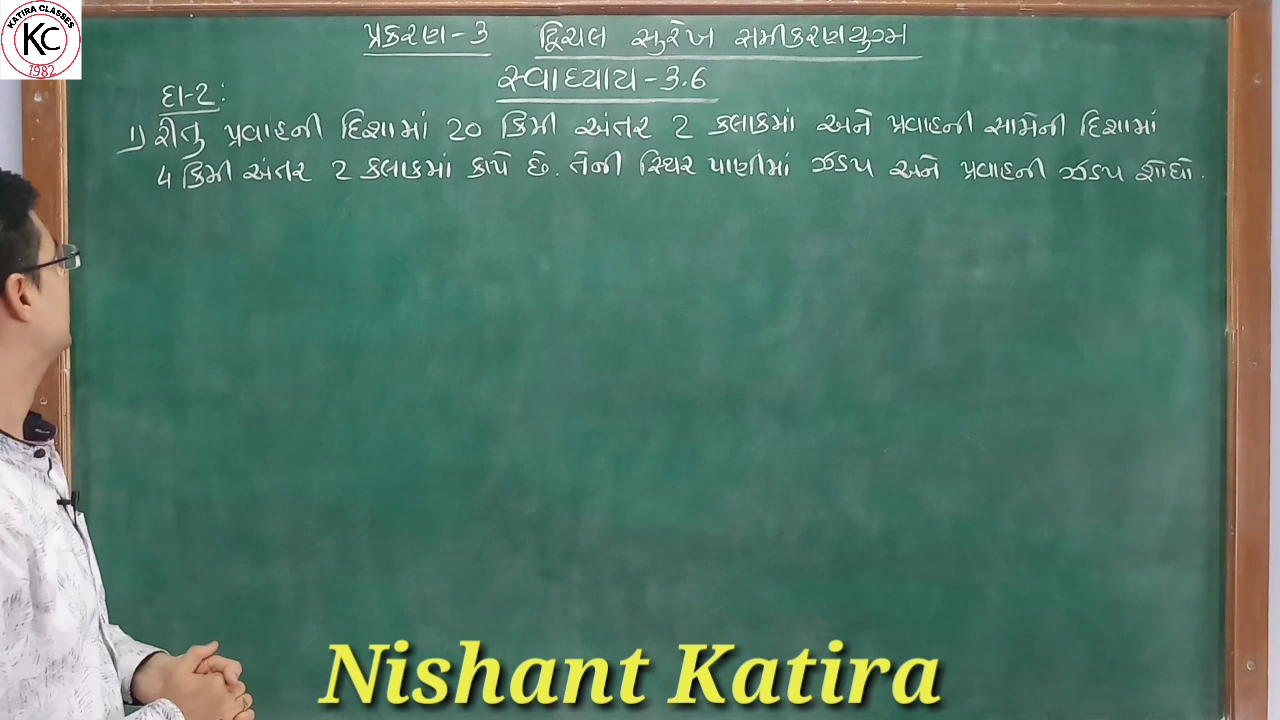 KATIRA CLASSES
KC
1982
પ્રકરણ-3 દ્વિચલ સુરેખ સમીકરણયુગ્મ
સ્વાધ્યાય-3.6
દા-2:
1) રીતુ પ્રવાહની દિશામાં 20 કિમી અંતર 2 કલાકમાં અને પ્રવાહની સામેની દિશામાં
4 કિમી અંતર 2 કલાકમાં કાપે છે. તેની સ્થિર પાણીમાં ઝડપ અને પ્રવાહની ઝડપ શોધો.
Nishant Katira